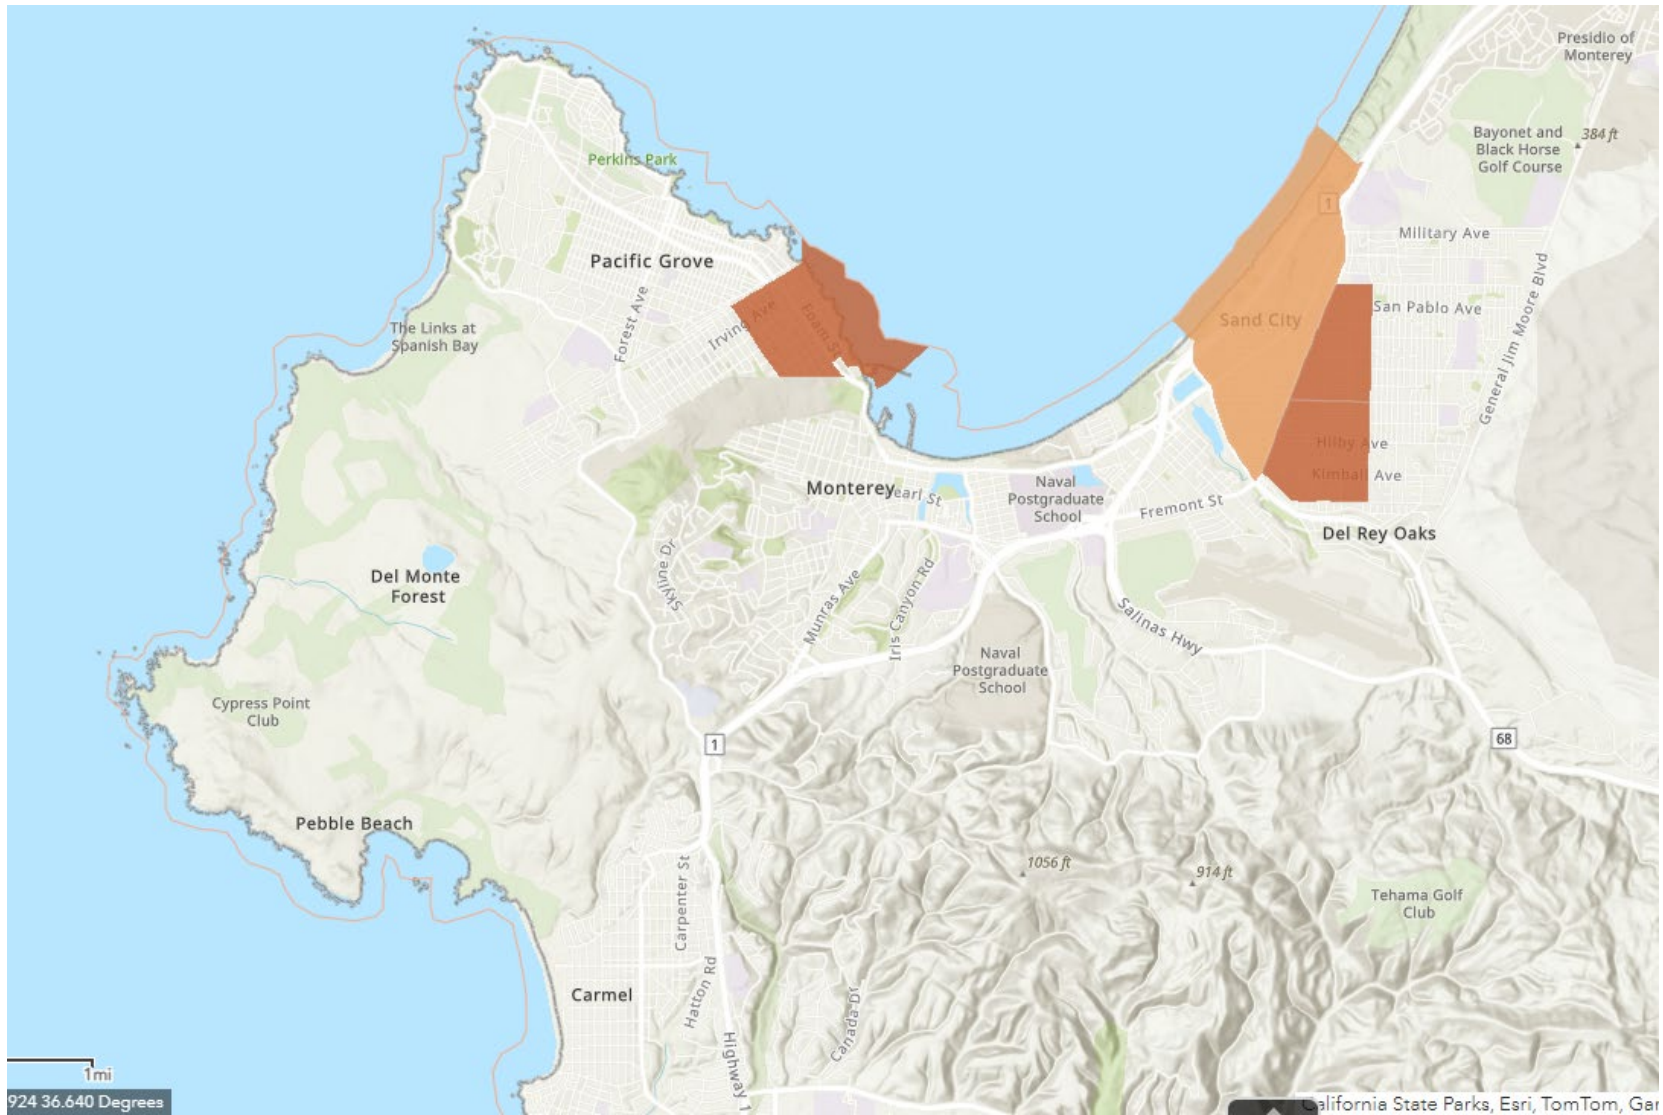 Presidio of
Monterey
Bayonet and
Black Horse
Golf Course
384 ft
Perkins Park
1
Military Ave
Pacific Grove
San Pablo Ave
Sand City
The Links at
Spanish Bay
Forest Ave
Irving Ave
Foam St
General Jim Moore Blvd
Hilby Ave
Kimball Ave
Monterey
Pearl St
Naval
Postgraduate
School
Fremont St
Del Rey Oaks
Del Monte
Forest
Skyline Dr
Munras Ave
Iris Canyon Rd
Salinas Hwy
Naval
Postgraduate
School
Cypress Point
Club
1
68
Pebble Beach
1056 ft
914 ft
Tehama Golf
Club
Carpenter St
Carmel
Hatton Rd
Canada Dr
Highway 1
1mi
924 36.640 Degrees
California State Parks, Esri, TomTom, Gar